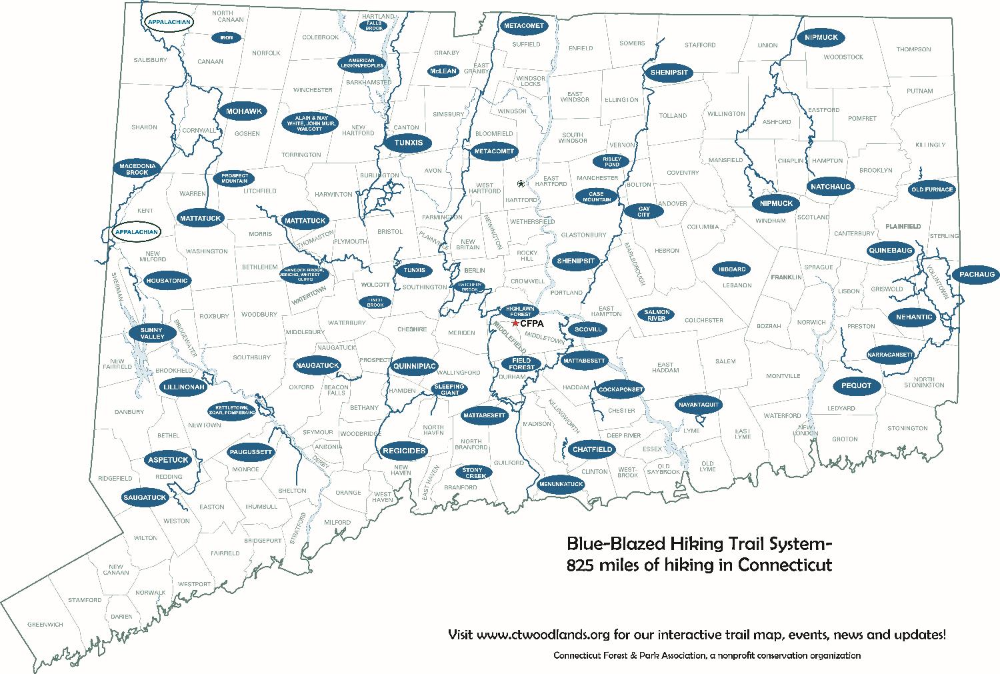 APPALACHIAN
NORTH
CANAAN
IRON
COLEBROOK
HARTLAND
FALLS
BROOK
METACOMET
SUFFIELD
ENFIELD
SOMERS
STAFFORD
UNION
NIPMUCK
WOODSTOCK
THOMPSON
SALISBURY
CANAAN
NORFOLK
AMERICAN
LEGION/PEOPLES
GRANBY
McLEAN
EAST
GRANBY
WINDSOR
LOCKS
SHENIPSIT
BARKHAMSTED
WINCHESTER
EAST
WINDSOR
ELLINGTON
PUTNAM
MOHAWK
SHARON
CORNWALL
GOSHEN
ALAIN & MAY
WHITE, JOHN MUIR,
WALCOTT
NEW
HARTFORD
CANTON
SIMSBURY
WINDSOR
TOLLAND
WILLINGTON
ASHFORD
EASTFORD
POMFRET
TUNXIS
BLOOMFIELD
SOUTH
WINDSOR
VERNON
KILLINGLY
TORRINGTON
METACOMET
RISLEY
POND
MANSFIELD
CHAPLIN
HAMPTON
BROOKLYN
MACEDONIA
BROOK
PROSPECT
MOUNTAIN
LITCHFIELD
WARREN
HARWINTON
BURLINGTON
AVON
WEST
HARTFORD
HARTFORD
EAST
HARTFORD
MANCHESTER
BOLTON
COVENTRY
CASE
MOUNTAIN
NATCHAUG
OLD FURNACE
KENT
MATTATUCK
MATTATUCK
FARMINGTON
NEWINGTON
WETHERSFIELD
GAY
CITY
ANDOVER
NIPMUCK
WINDHAM
SCOTLAND
APPALACHIAN
MORRIS
THOMASTON
PLYMOUTH
BRISTOL
PLAINVILLE
NEW
BRITAIN
GLASTONBURY
COLUMBIA
CANTERBURY
PLAINFIELD
STERLING
NEW
MILFORD
WASHINGTON
ROCKY
HILL
MARLBOROUGH
HEBRON
QUINEBAUG
SHERMAN
HOUSATONIC
BETHLEHEM
HANCOCK BROOK,
JERICHO, WHITEST
CLIFFS
WATERTOWN
WOLCOTT
TUNXIS
SOUTHINGTON
BERLIN
HATCHERY
BROOK
CROMWELL
SHENIPSIT
PORTLAND
HIBBARD
LEBANON
FRANKLIN
SPRAGUE
LISBON
GRISWOLD
VOLUNTOWN
PACHAUG
ROXBURY
WOODBURY
LINCH
BROOK
WATERBURY
CHESHIRE
MERIDEN
HIGHLAWN
FOREST
CFPA
EAST
HAMPTON
SALMON
RIVER
COLCHESTER
BOZRAH
NORWICH
PRESTON
NEHANTIC
SUNNY
VALLEY
BRIDGEWATER
MIDDLEBURY
NAUGATUCK
MIDDLEFIELD
MIDDLETOWN
SCOVILL
NEW
FAIRFIELD
BROOKFIELD
SOUTHBURY
NAUGATUCK
PROSPECT
QUINNIPIAC
WALLINGFORD
FIELD
FOREST
DURHAM
MATTABESETT
EAST
HADDAM
SALEM
MONTVILLE
NARRAGANSETT
LILLINONAH
OXFORD
BEACON
FALLS
HAMDEN
SLEEPING
GIANT
HADDAM
COCKAPONSET
PEQUOT
NORTH
STONINGTON
DANBURY
KETTLETOWN,
ZOAR, POMPERAUG
BETHANY
MATTABESETT
KILLINGWORTH
CHESTER
NAYANTAQUIT
WATERFORD
LEDYARD
NEWTOWN
BETHEL
SEYMOUR
WOODBRIDGE
NORTH
HAVEN
MADISON
DEEP RIVER
LYME
EAST
LYME
NEW
LONDON
GROTON
STONINGTON
ASPETUCK
PAUGUSSETT
ANSONIA
DERBY
REGICIDES
NORTH
BRANFORD
GUILFORD
CHATFIELD
ESSEX
RIDGEFIELD
REDDING
MONROE
NEW
HAVEN
EAST HAVEN
STONY
CREEK
BRANFORD
MENUNKATUCK
CLINTON
WEST-
BROOK
OLD
SAYBROOK
OLD
LYME
SAUGATUCK
SHELTON
ORANGE
WEST
HAVEN
EASTON
TRUMBULL
WESTON
STRATFORD
MILFORD
WILTON
BRIDGEPORT
FAIRFIELD
NEW
CANAAN
NORWALK
WESTPORT
STAMFORD
DARIEN
GREENWICH
Blue-Blazed Hiking Trail System-
825 miles of hiking in Connecticut
Visit www.ctwoodlands.org for our interactive trail map, events, news and updates!
Connecticut Forest & Park Association, a nonprofit conservation organization